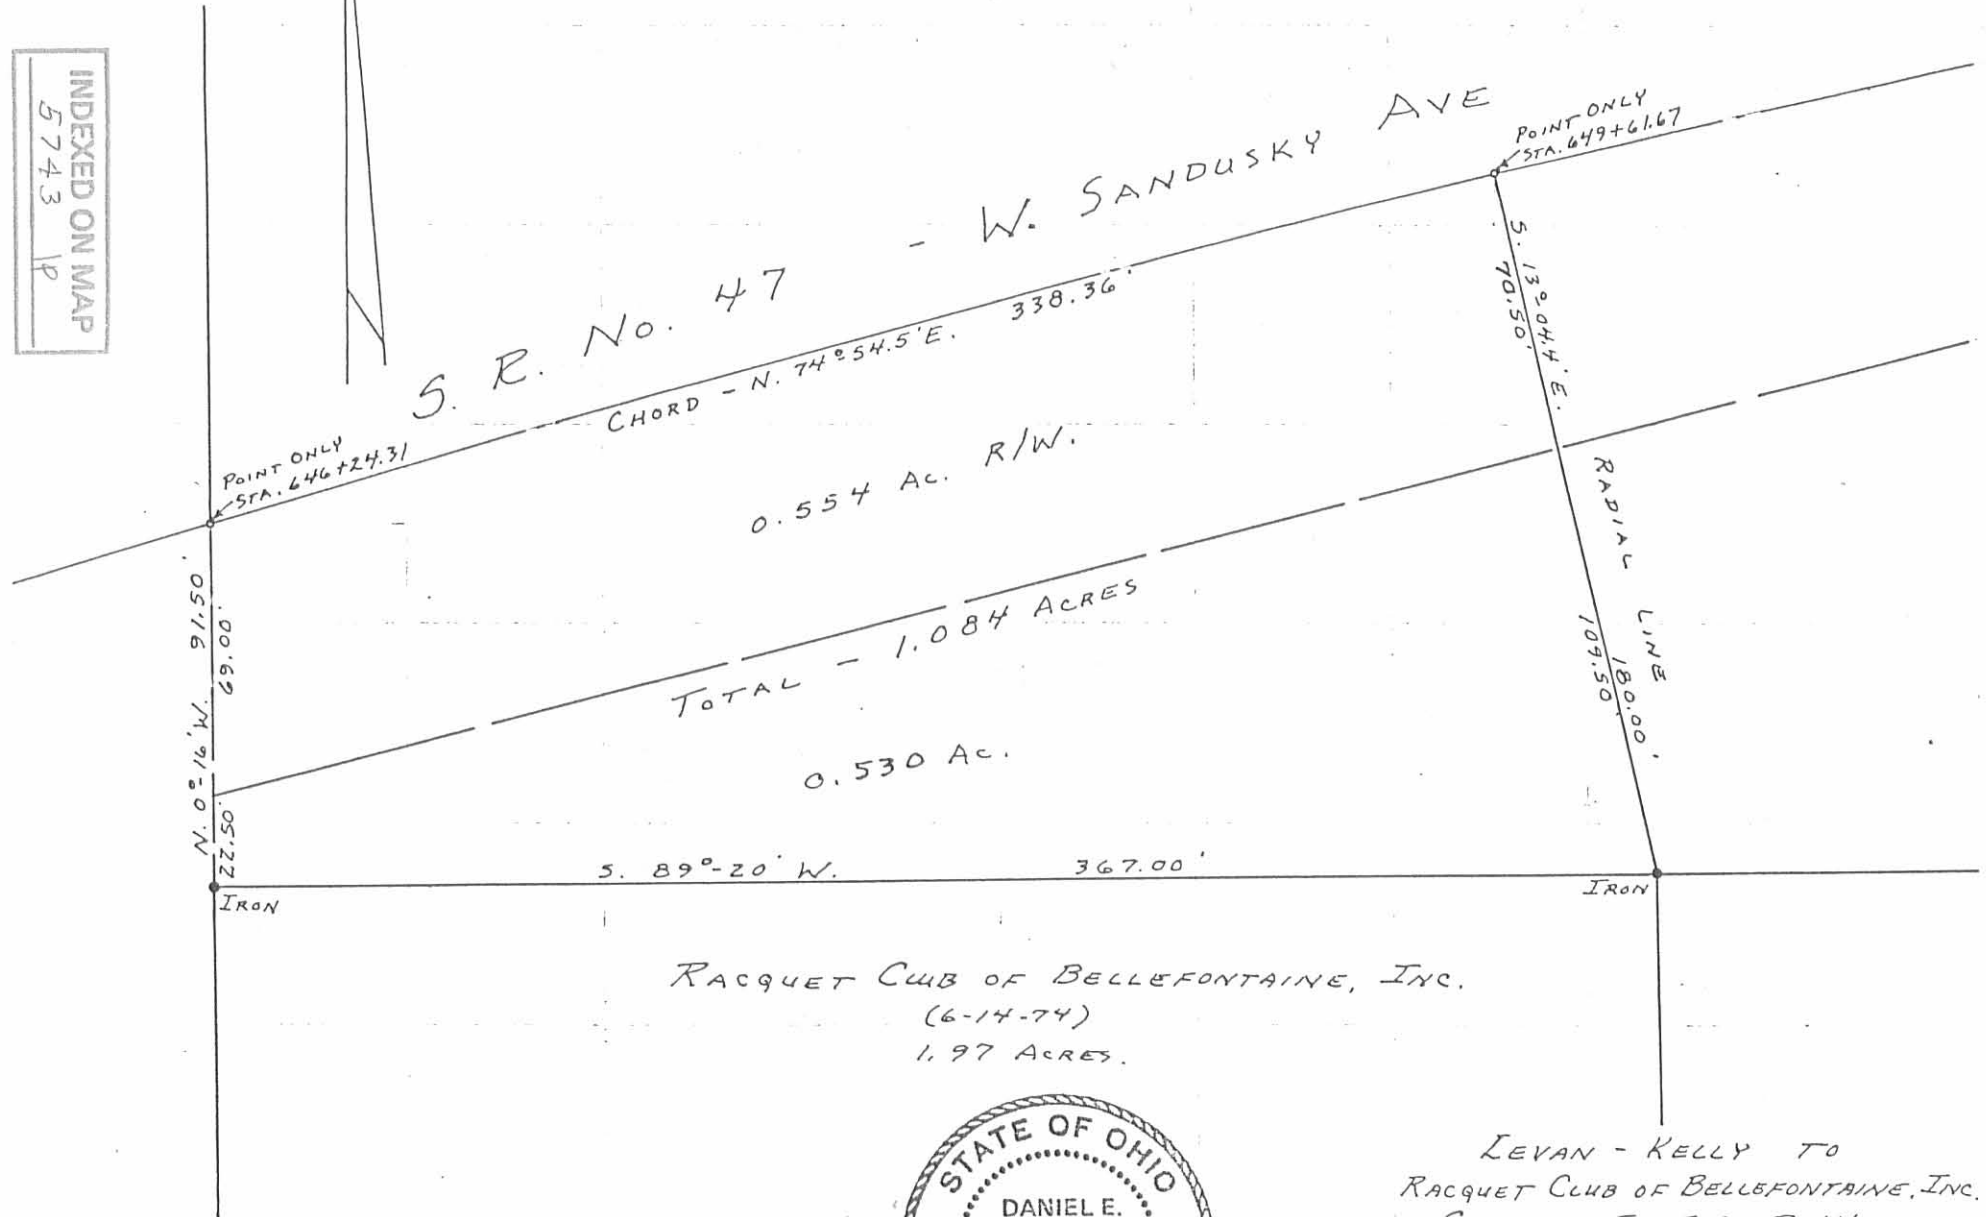 INDEXED ON MAP
5743
S. R. No. 47 - W. SANDUSKY AVE
POINT ONLY
STA. 649+61.67
CHORD - N. 74°54.5'E. 338.36'
S. 13°-04.4' E.
70.50'
POINT ONLY
STA. 646+24.31
0.554 Ac. R/W.
RADIAL LINE
180.00'
109.50'
N. 0°-16' W. 91.50'
69.00'
22.50'
TOTAL - 1.084 ACRES
0.530 Ac.
S. 89°-20' W. 367.00'
IRON
IRON
RACQUET CLUB OF BELLEFONTAINE, INC.
(6-14-74)
1.97 ACRES.
STATE OF OHIO
DANIEL E.
LEVAN - KELLY TO
RACQUET CLUB OF BELLEFONTAINE, INC.